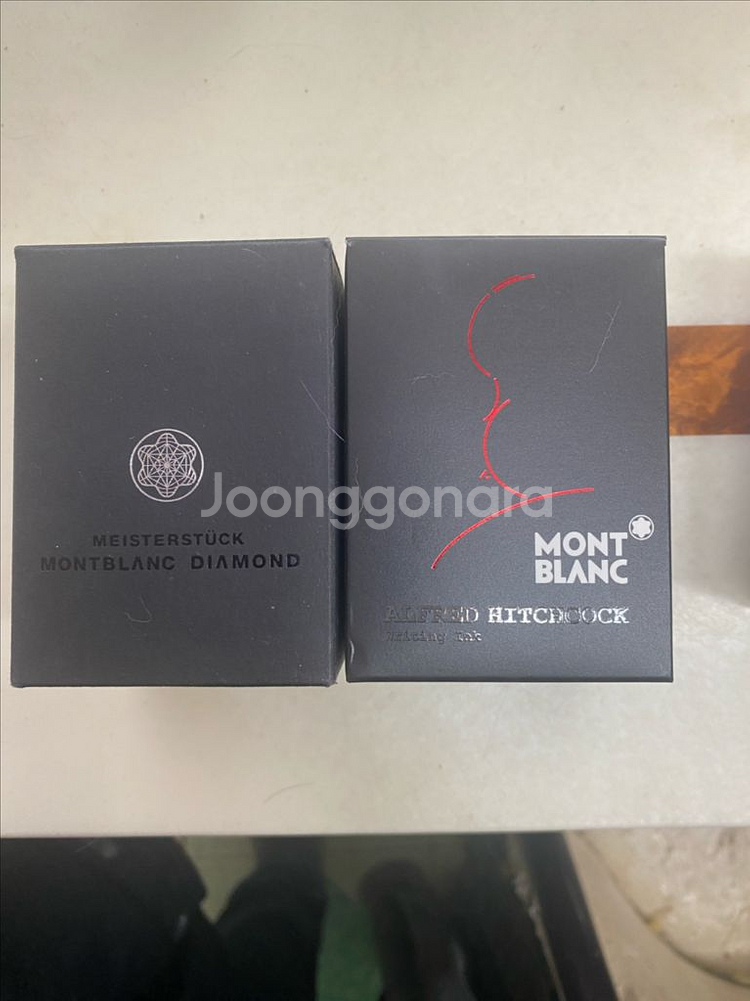 MEISTERSTÜCK
MONTBLANC DIAMOND
Joonggonara
MONT
BLANC
ALFRED HITCHCOCK
Writing Ink